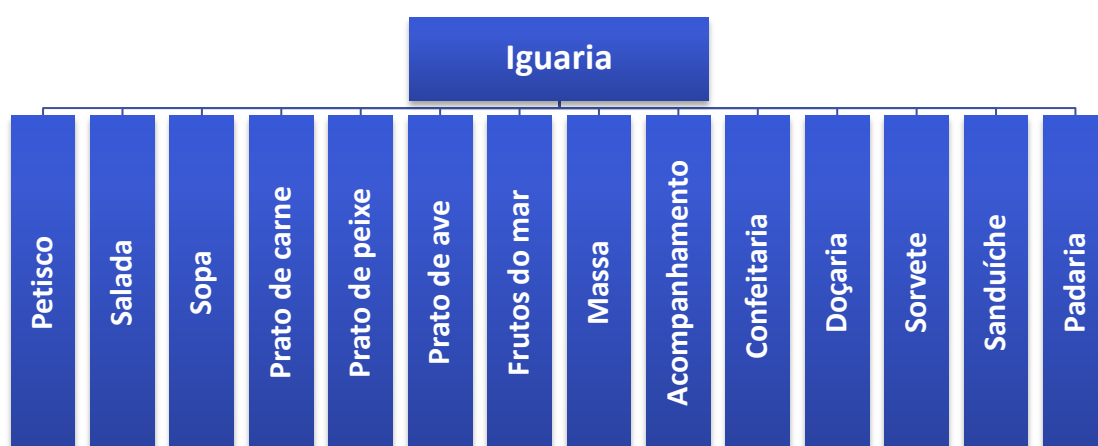 Iguaria
Petisco
Salada
Sopa
Prato de carne
Prato de peixe
Prato de ave
Frutos do mar
Massa
Acompanhamento
Confeitaria
Doçaria
Sorvete
Sanduíche
Padaria